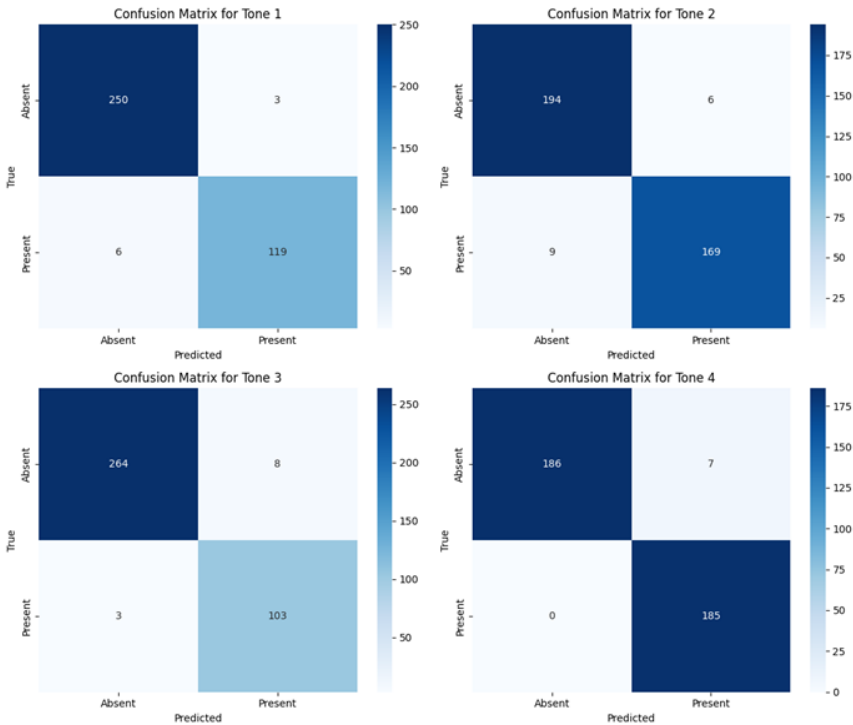 Confusion Matrix for Tone 1
True
Absent
Present
250
3
6
119
Absent
Present
Predicted
250
200
150
100
50
Confusion Matrix for Tone 2
True
Absent
Present
194
6
9
169
Absent
Present
Predicted
175
150
125
100
75
50
25
Confusion Matrix for Tone 3
True
Absent
Present
264
8
3
103
Absent
Present
Predicted
250
200
150
100
50
Confusion Matrix for Tone 4
True
Absent
Present
186
7
0
185
Absent
Present
Predicted
175
150
125
100
75
50
25
0